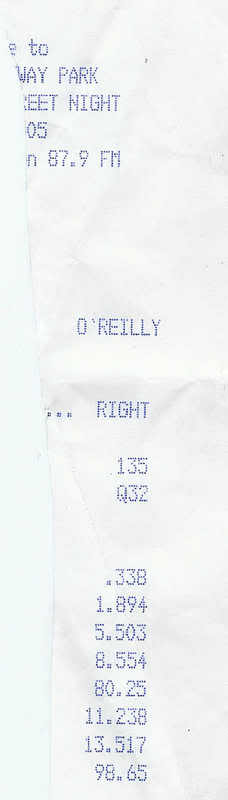 e to
WAY PARK
REET NIGHT
05
n 87.9 FM
O'REILLY
... RIGHT
135
Q32
.338
1.894
5.503
8.554
80.25
11.238
13.517
98.65